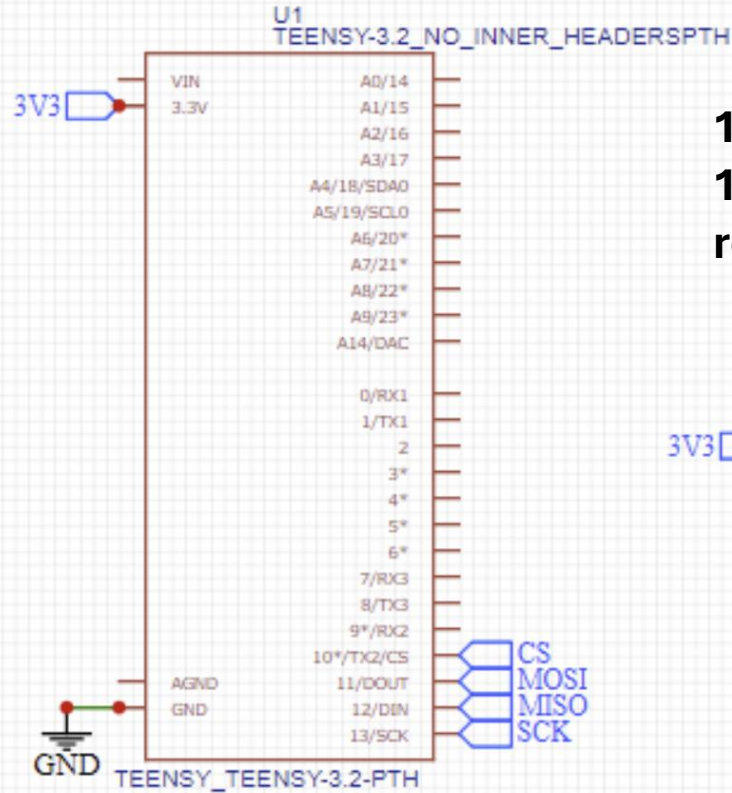 U1
TEENSY-3.2_NO_INNER_HEADERSPTH
VIN
A0/14
3V3
3.3V
A1/15
A2/16
A3/17
A4/18/SDA0
A5/19/SCL0
A6/20*
A7/21*
A8/22*
A9/23*
A14/DAC
0/RX1
1/TX1
2
3V3
3*
4*
5*
6*
7/RX3
8/TX3
9*/RX2
10*/TX2/CS
CS
AGND
11/DOUT
MOSI
GND
12/DIN
MISO
13/SCK
SCK
GND
TEENSY_TEENSY-3.2-PTH